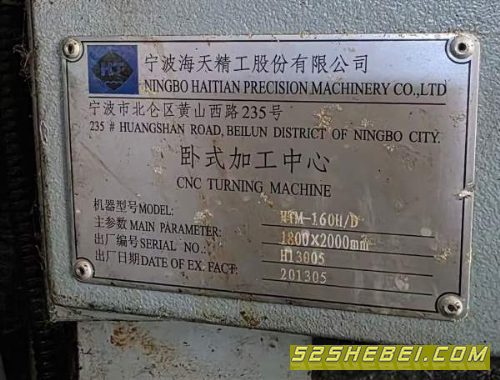 宁波海天精工股份有限公司
NINGBO HAITIAN PRECISION MACHINERY CO.,LTD
宁波市北仑区黄山西路235号
235 # HUANGSHAN ROAD, BEILUN DISTRICT OF NINGBO CITY.
卧式加工中心
CNC TURNING MACHINE
机器型号MODEL: HTM-160H/D
主参数MAIN PARAMETER: 1800×2000mm
出厂编号SERIAL NO.: H13005
出厂日期DATE OF EX. FACT: 201305
52SHEBEI.COM